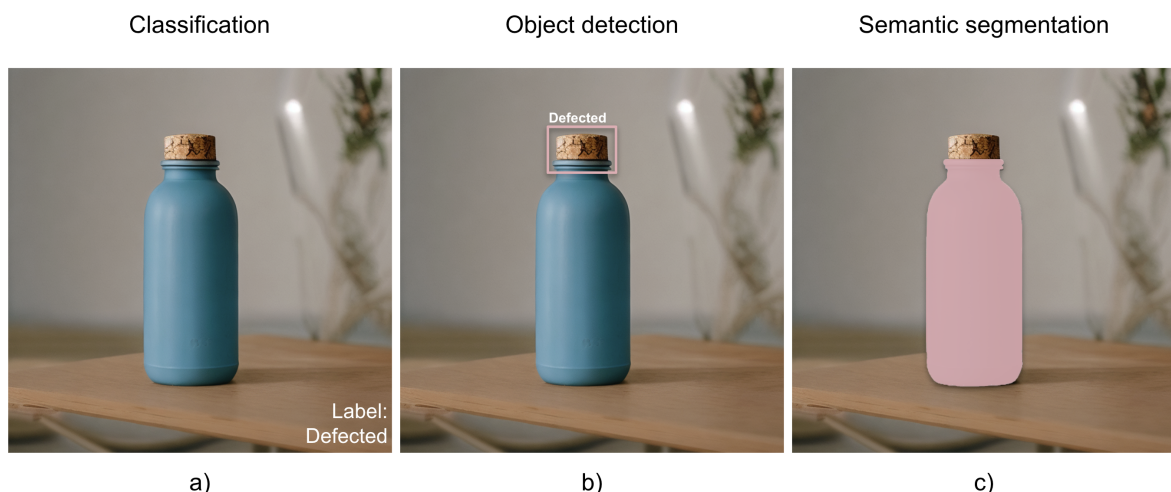 Classification
Object detection
Semantic segmentation
Defected
Label:
Defected
a)
b)
c)